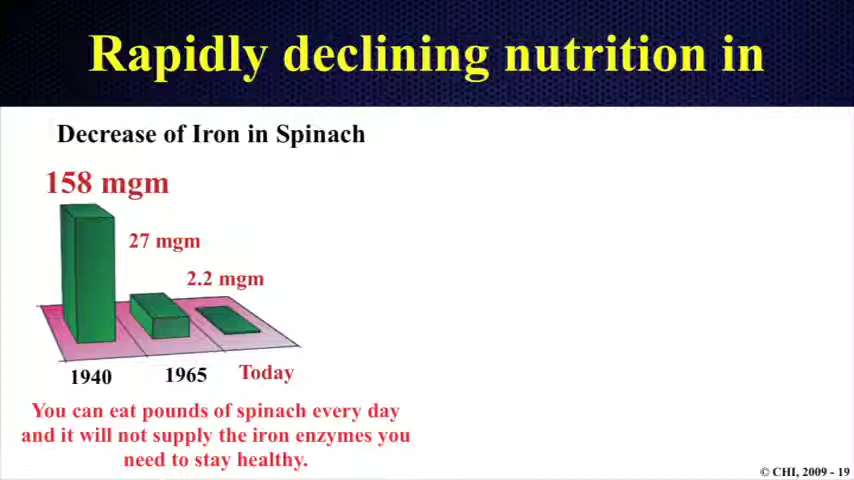 Rapidly declining nutrition in
Decrease of Iron in Spinach
158 mgm
27 mgm
2.2 mgm
1940
1965
Today
You can eat pounds of spinach every day
and it will not supply the iron enzymes you
need to stay healthy.
© CHI, 2009 - 19